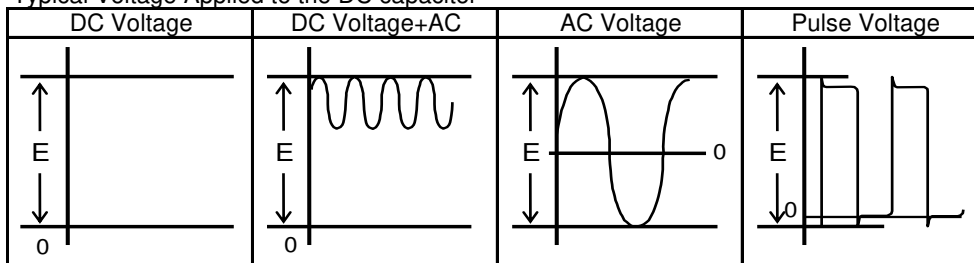 Typical Voltage Applied to the DC capacitor
DC Voltage DC Voltage+AC AC Voltage Pulse Voltage
E E E E
0
0
0 0